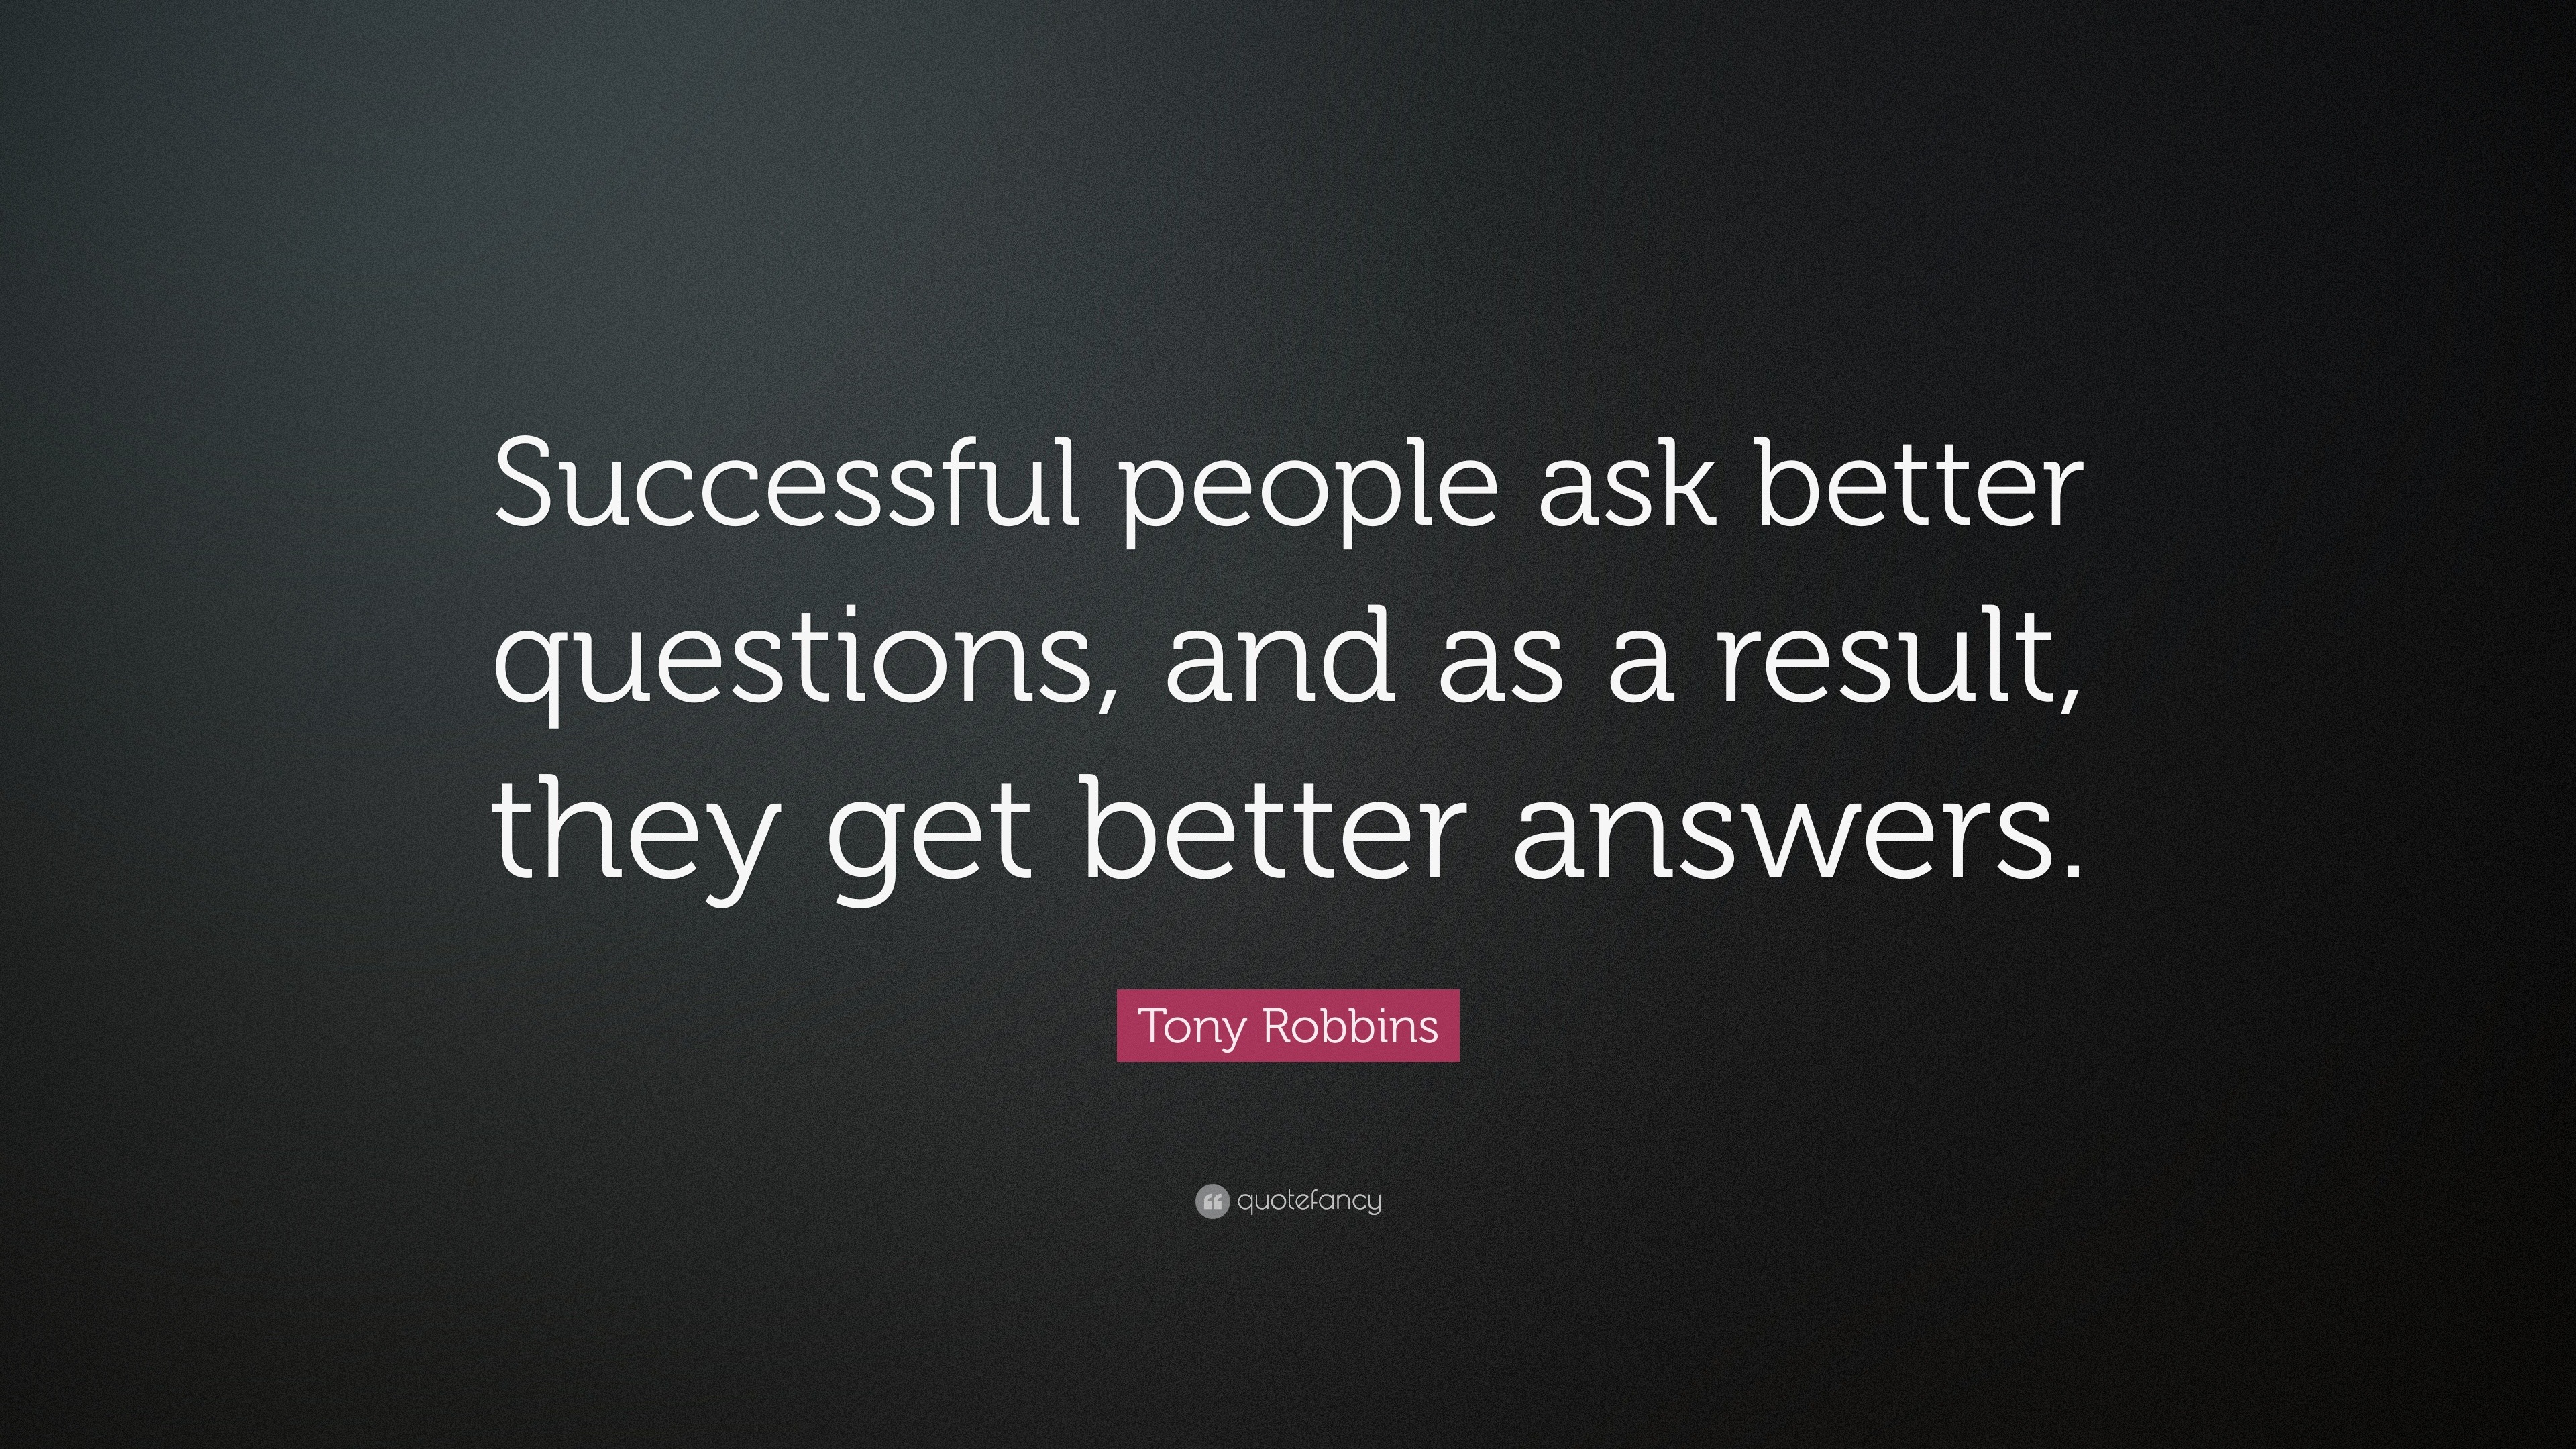 Successful people ask better
questions, and as a result,
they get better answers.
Tony Robbins
quotefancy